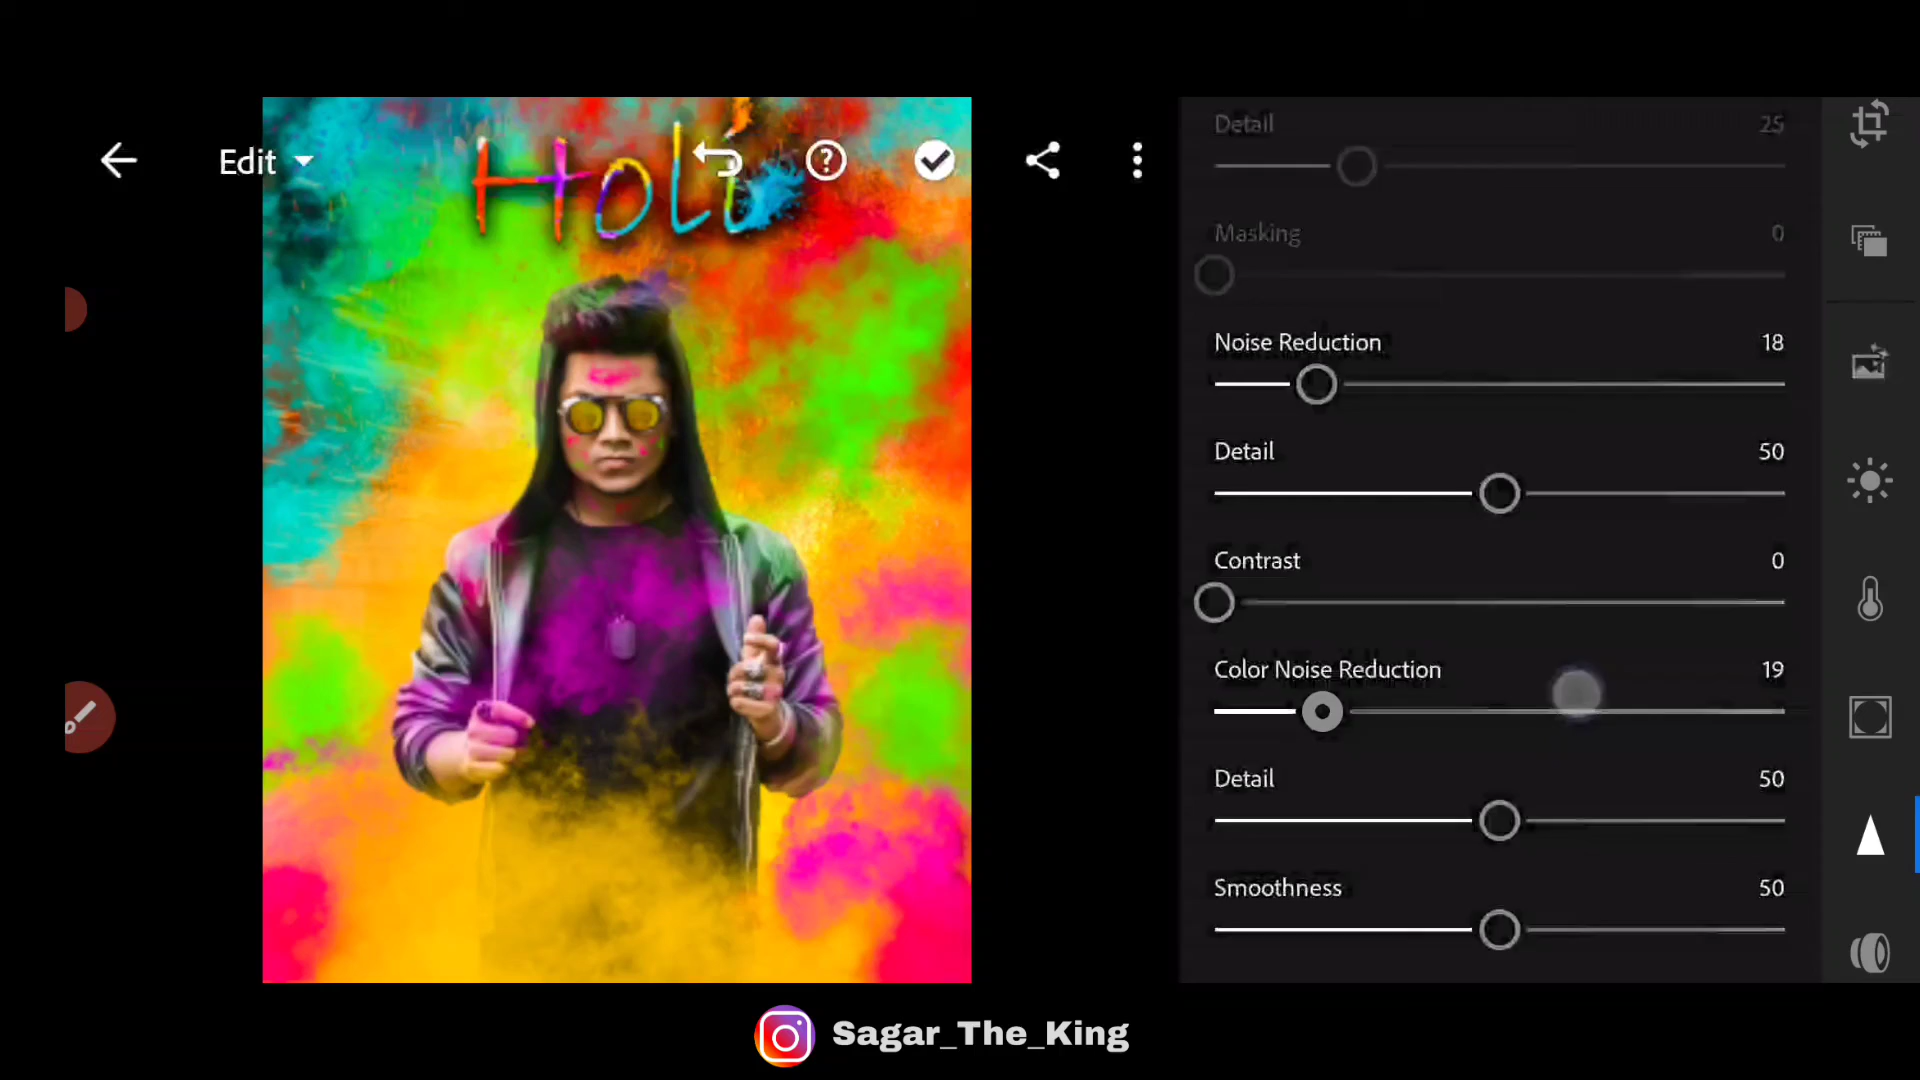 Edit
Holi
Detail 25
Masking 0
Noise Reduction 18
Detail 50
Contrast 0
Color Noise Reduction 19
Detail 50
Smoothness 50
Sagar_The_King